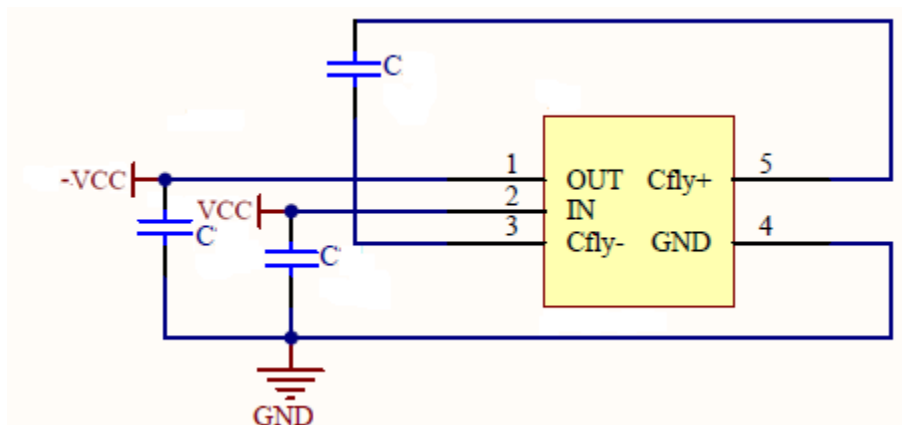 C
1 OUT Cfly+ 5
-VCC
VCC 2 IN
3 Cfly- GND 4
C
C
GND